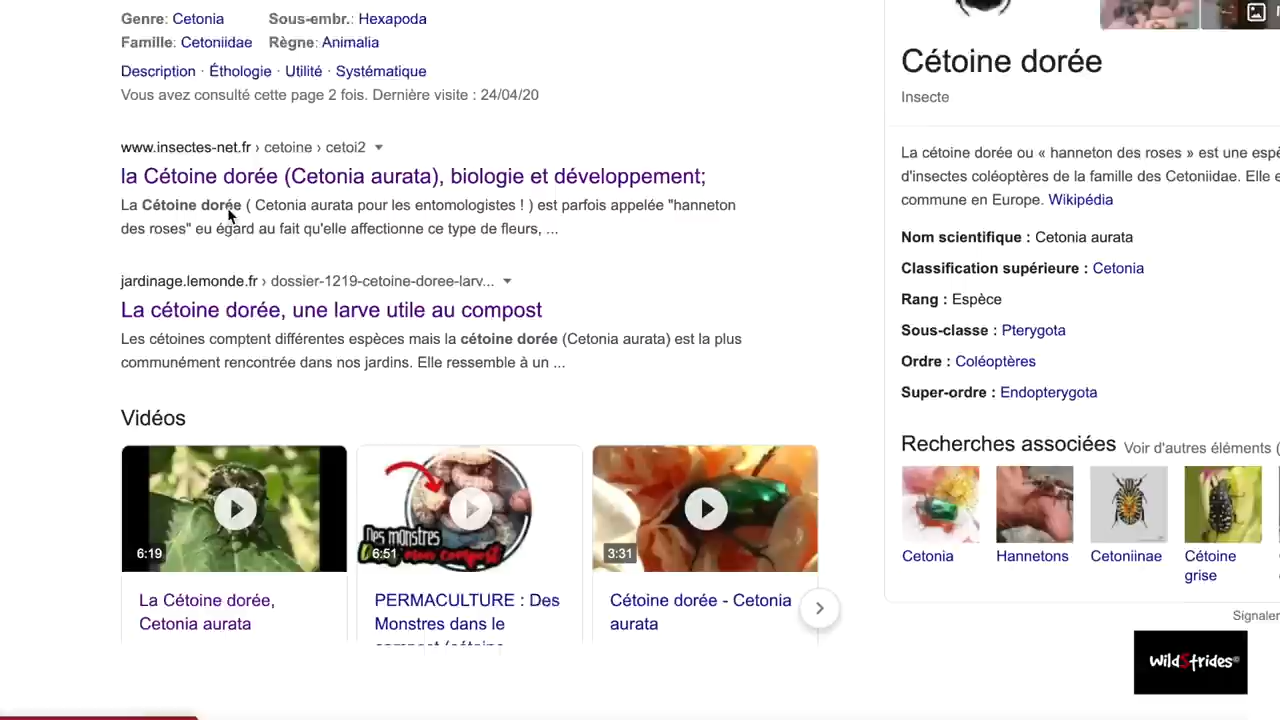 Genre: Cetonia Sous-embr.: Hexapoda
Famille: Cetoniidae Règne: Animalia
Description · Éthologie · Utilité · Systématique
Vous avez consulté cette page 2 fois. Dernière visite : 24/04/20
www.insectes-net.fr › cetoine › cetoi2
la Cétoine dorée (Cetonia aurata), biologie et développement;
La Cétoine dorée ( Cetonia aurata pour les entomologistes ! ) est parfois appelée "hanneton
des roses" eu égard au fait qu'elle affectionne ce type de fleurs, ...
jardinage.lemonde.fr › dossier-1219-cetoine-doree-larv...
La cétoine dorée, une larve utile au compost
Les cétoines comptent différentes espèces mais la cétoine dorée (Cetonia aurata) est la plus
communément rencontrée dans nos jardins. Elle ressemble à un ...
Vidéos
Des monstres
mon compost
6:19
6:51
3:31
La Cétoine dorée,
Cetonia aurata
PERMACULTURE : Des
Monstres dans le
compost (cétoine
Cétoine dorée - Cetonia
aurata
Cétoine dorée
Insecte
La cétoine dorée ou « hanneton des roses » est une espè
d'insectes coléoptères de la famille des Cetoniidae. Elle e
commune en Europe. Wikipédia
Nom scientifique : Cetonia aurata
Classification supérieure : Cetonia
Rang : Espèce
Sous-classe : Pterygota
Ordre : Coléoptères
Super-ordre : Endopterygota
Recherches associées Voir d'autres éléments (
Cetonia
Hannetons
Cetoniinae
Cétoine
grise
Signaler
wildStrides